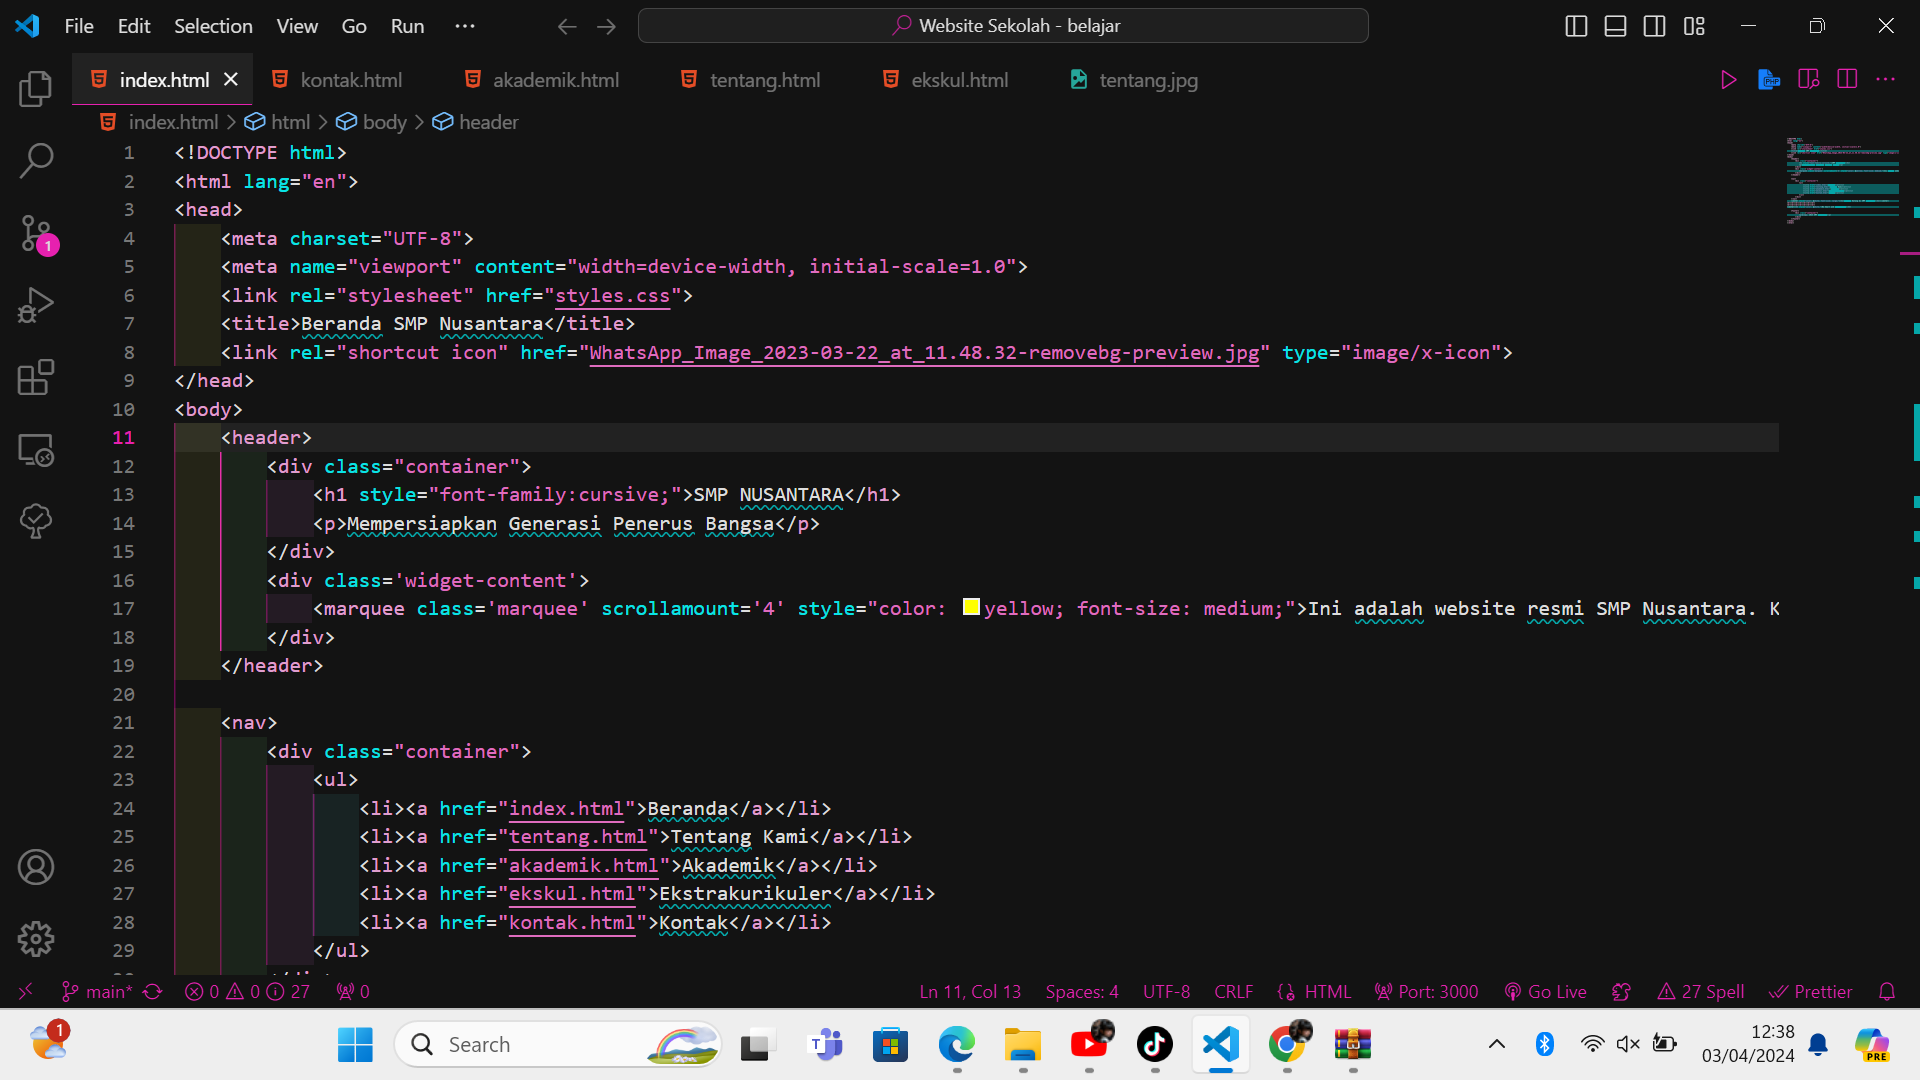 File Edit Selection View Go Run ··· Website Sekolah - belajar
index.html kontak.html akademik.html tentang.html ekskul.html tentang.jpg
index.html > html > body > header
1 <!DOCTYPE html>
2 <html lang="en">
3 <head>
4 <meta charset="UTF-8">
5 <meta name="viewport" content="width=device-width, initial-scale=1.0">
6 <link rel="stylesheet" href="styles.css">
7 <title>Beranda SMP Nusantara</title>
8 <link rel="shortcut icon" href="WhatsApp_Image_2023-03-22_at_11.48.32-removebg-preview.jpg" type="image/x-icon">
9 </head>
10 <body>
11 <header>
12 <div class="container">
13 <h1 style="font-family:cursive;">SMP NUSANTARA</h1>
14 <p>Mempersiapkan Generasi Penerus Bangsa</p>
15 </div>
16 <div class='widget-content'>
17 <marquee class='marquee' scrollamount='4' style="color: yellow; font-size: medium;">Ini adalah website resmi SMP Nusantara. K
18 </div>
19 </header>
20
21 <nav>
22 <div class="container">
23 <ul>
24 <li><a href="index.html">Beranda</a></li>
25 <li><a href="tentang.html">Tentang Kami</a></li>
26 <li><a href="akademik.html">Akademik</a></li>
27 <li><a href="ekskul.html">Ekstrakurikuler</a></li>
28 <li><a href="kontak.html">Kontak</a></li>
29 </ul>
1
main* 0 0 27 0 Ln 11, Col 13 Spaces: 4 UTF-8 CRLF HTML Port: 3000 Go Live 27 Spell Prettier
1 Search 12:38
03/04/2024
PRE